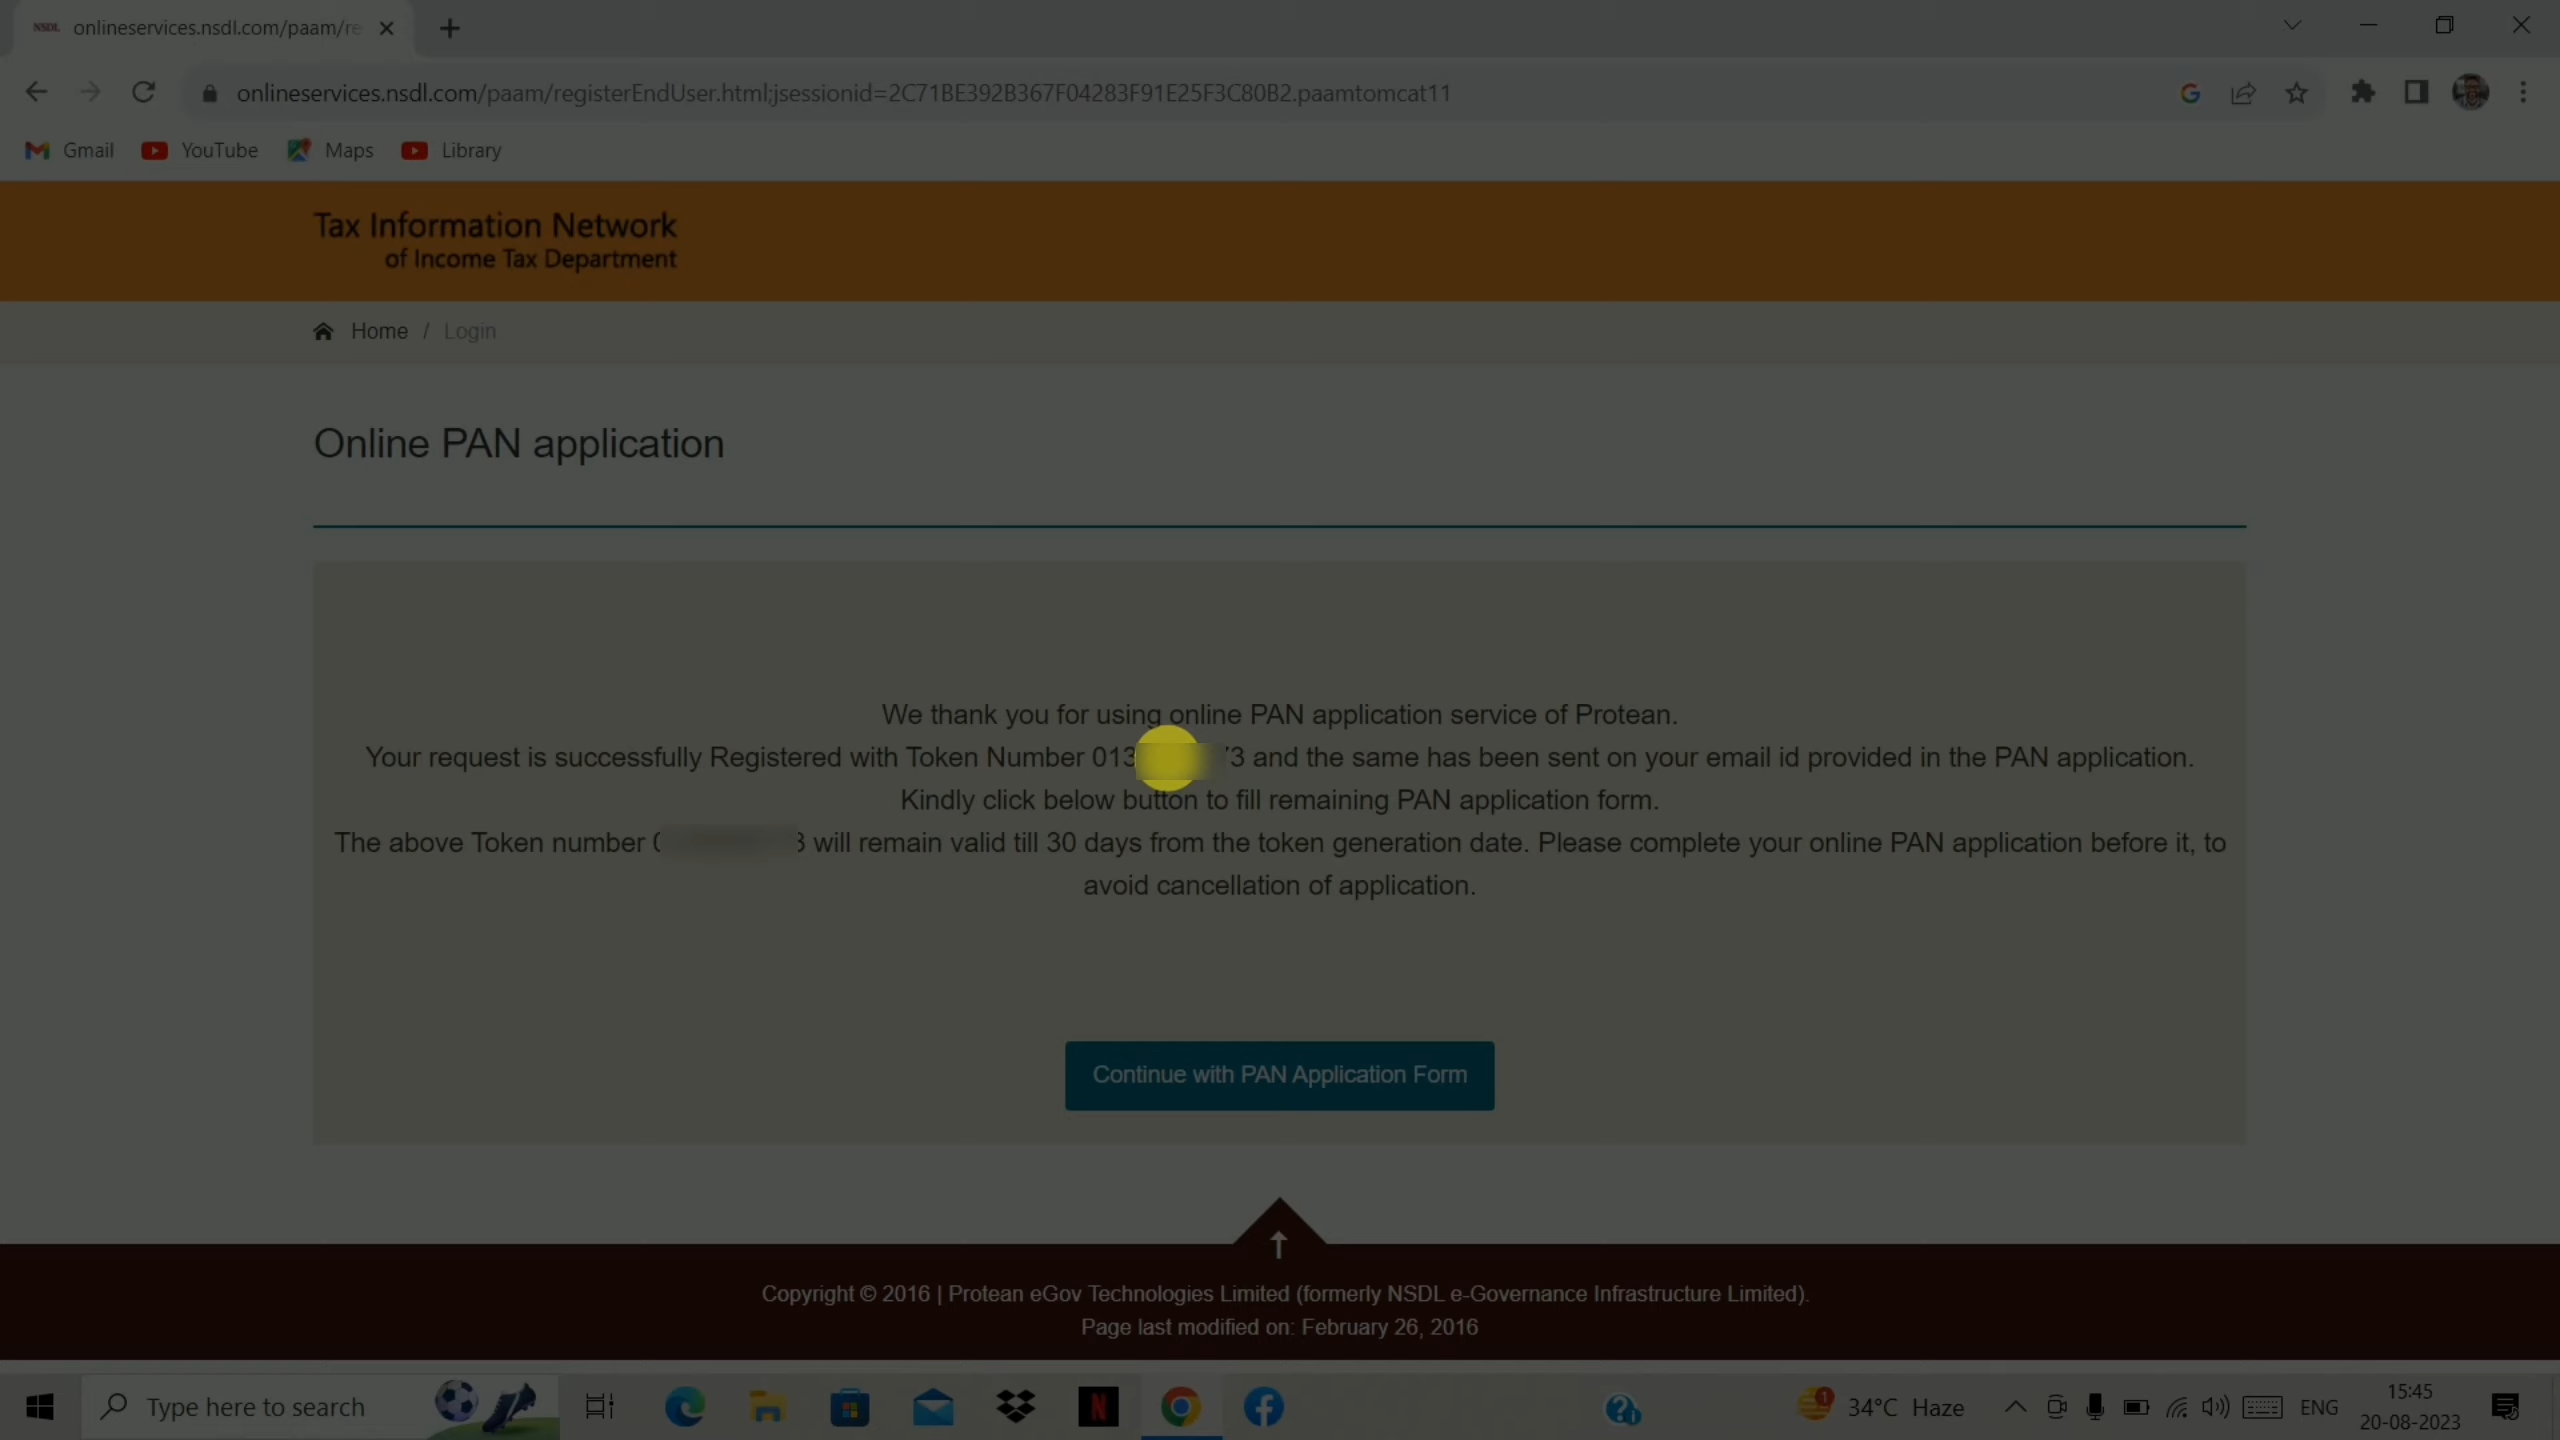 NSDL onlineservices.nsdl.com/paam/re
onlineservices.nsdl.com/paam/registerEndUser.html;jsessionid=2C71BE392B367F04283F91E25F3C80B2.paamtomcat11
Gmail YouTube Maps Library
Tax Information Network
of Income Tax Department
Home / Login
Online PAN application
We thank you for using online PAN application service of Protean.
Your request is successfully Registered with Token Number 013 73 and the same has been sent on your email id provided in the PAN application.
Kindly click below button to fill remaining PAN application form.
The above Token number 0 3 will remain valid till 30 days from the token generation date. Please complete your online PAN application before it, to
avoid cancellation of application.
Continue with PAN Application Form
Copyright © 2016 | Protean eGov Technologies Limited (formerly NSDL e-Governance Infrastructure Limited).
Page last modified on: February 26, 2016
Type here to search
1 34°C Haze ENG
15:45
20-08-2023